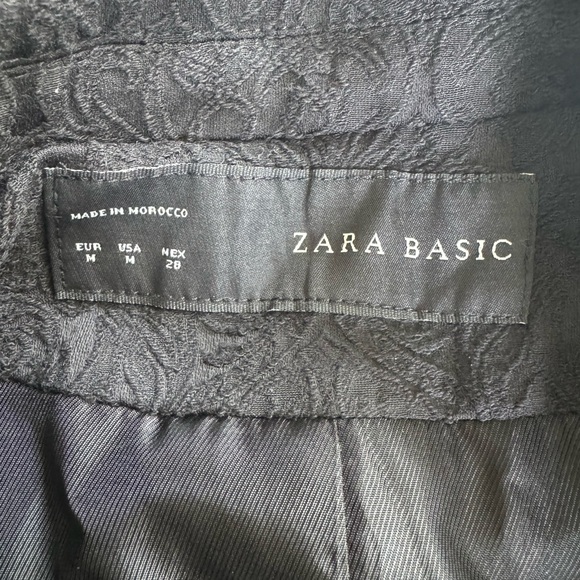 MADE IN MOROCCO
EUR USA MEX
M M 28
ZARA BASIC